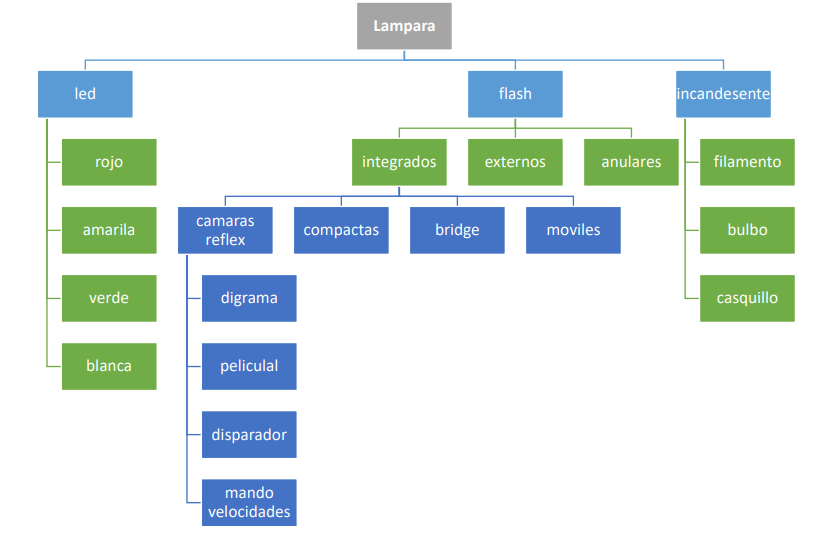 Lampara
led
flash
incandesente
rojo
integrados
externos
anulares
filamento
amarila
camaras
reflex
compactas
bridge
moviles
bulbo
verde
digrama
casquillo
blanca
peliculal
disparador
mando
velocidades